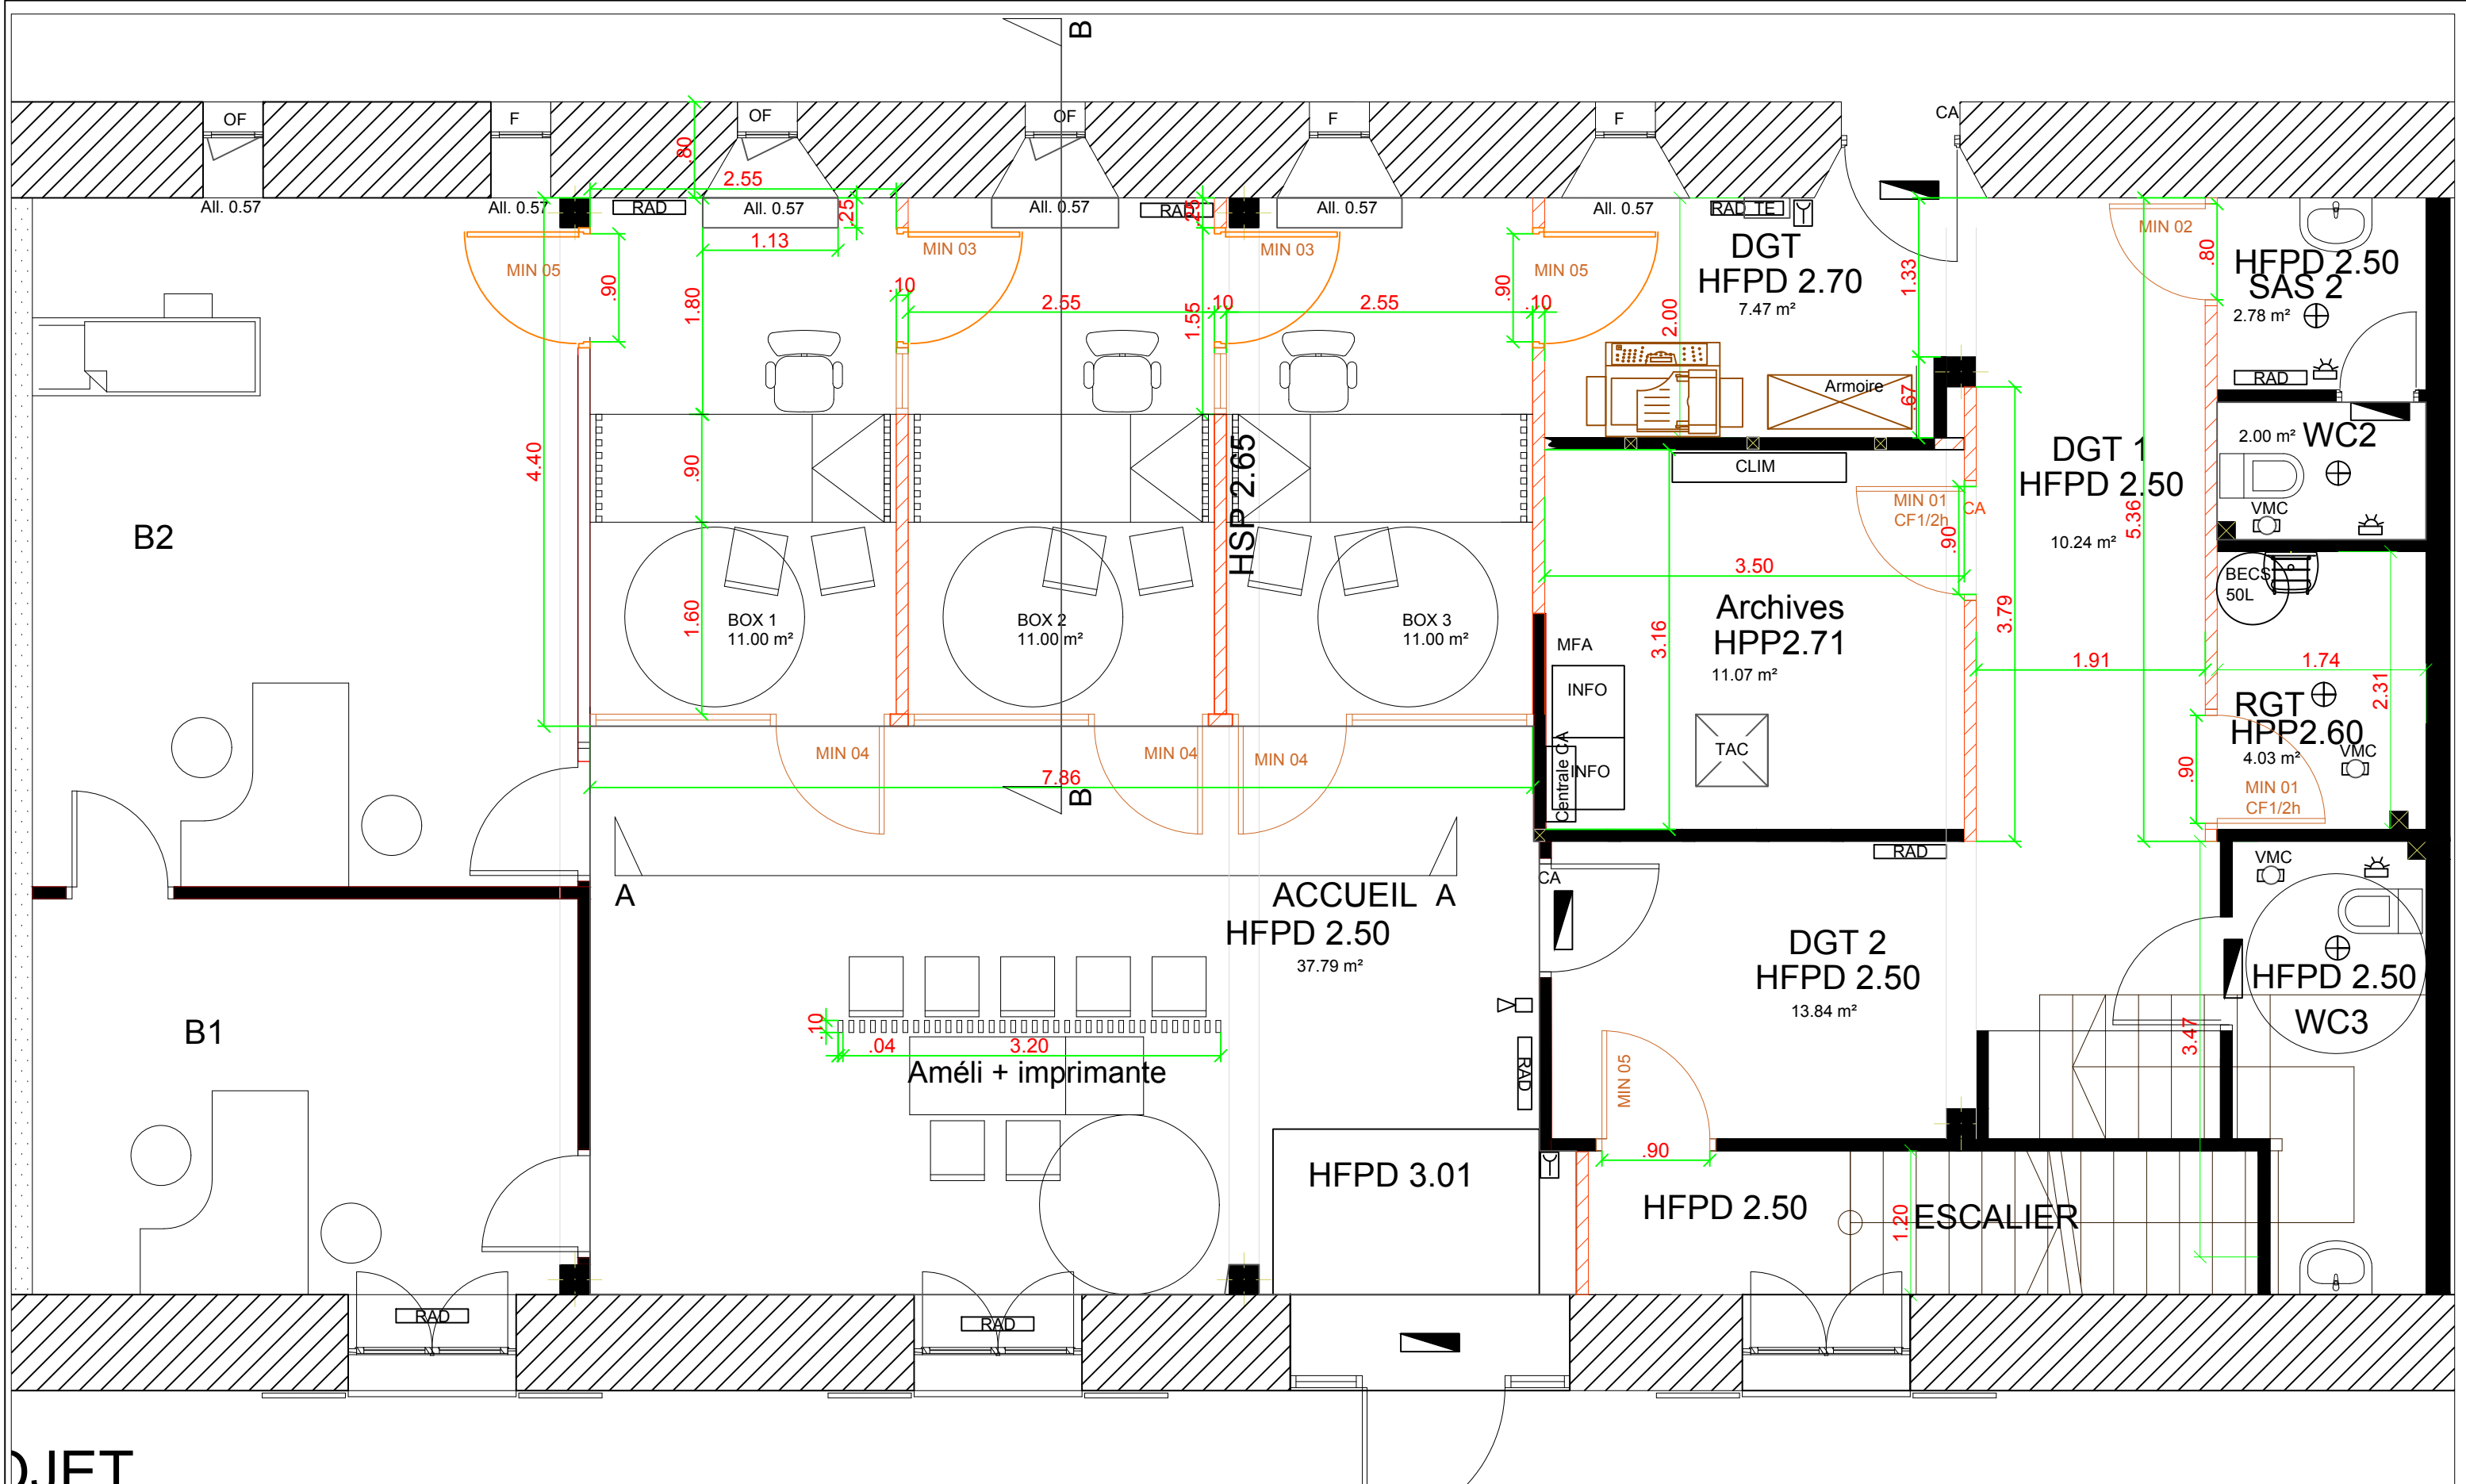 B
OF
F
OF
OF
F
F
CA
.80
2.55
All. 0.57
All. 0.57
RAD
All. 0.57
.25
All. 0.57
RAD
.25
All. 0.57
All. 0.57
RAD TE
MIN 05
.90
1.13
MIN 03
MIN 03
MIN 05
.90
DGT
HFPD 2.70
7.47 m²
1.33
MIN 02
.80
HFPD 2.50
SAS 2
2.78 m²
1.80
.10
2.55
1.55
.10
2.55
.10
2.00
RAD
Armoire
.67
4.40
.90
HSP 2.65
CLIM
MIN 01
CF1/2h
CA
.90
DGT 1
HFPD 2.50
10.24 m²
5.36
2.00 m²
WC2
VMC
B2
3.50
BECS
50L
1.60
BOX 1
11.00 m²
BOX 2
11.00 m²
BOX 3
11.00 m²
Archives
HPP2.71
11.07 m²
3.16
3.79
MFA
INFO
INFO
Centrale CA
TAC
1.91
1.74
2.31
RGT
HPP2.60
4.03 m²
VMC
.90
MIN 01
CF1/2h
MIN 04
MIN 04
MIN 04
7.86
B
A
A
ACCUEIL
HFPD 2.50
37.79 m²
CA
RAD
VMC
DGT 2
HFPD 2.50
13.84 m²
HFPD 2.50
WC3
3.47
B1
.10
.04
3.20
Améli + imprimante
RAD
MIN 05
.90
HFPD 3.01
HFPD 2.50
1.20
ESCALIER
RAD
RAD
OJET